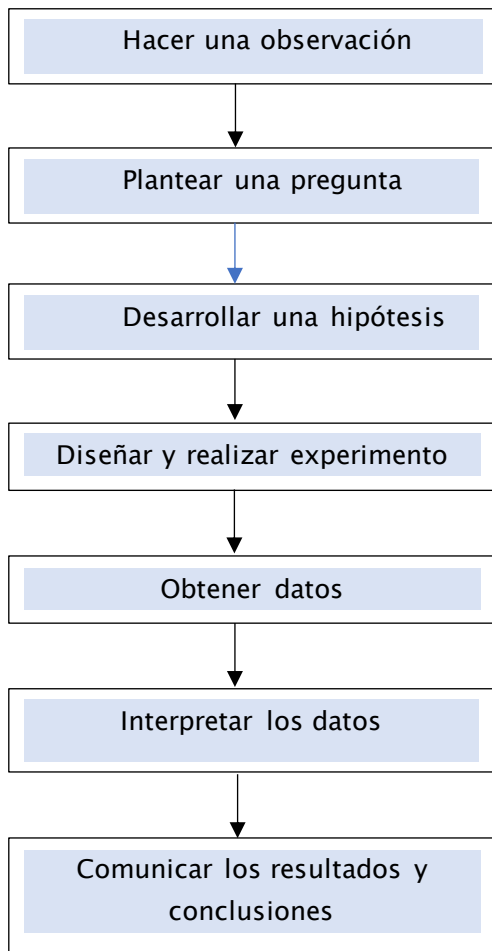 Hacer una observación
Plantear una pregunta
Desarrollar una hipótesis
Diseñar y realizar experimento
Obtener datos
Interpretar los datos
Comunicar los resultados y
conclusiones